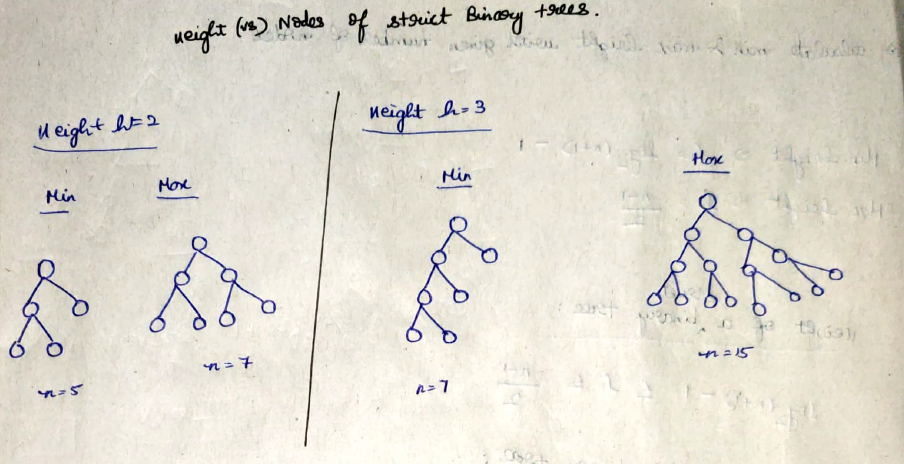 Height (vs) Nodes of strict Binary trees.
Height h=2
Height h=3
Min
Max
Min
Max
n=5
n=7
n=7
n=15